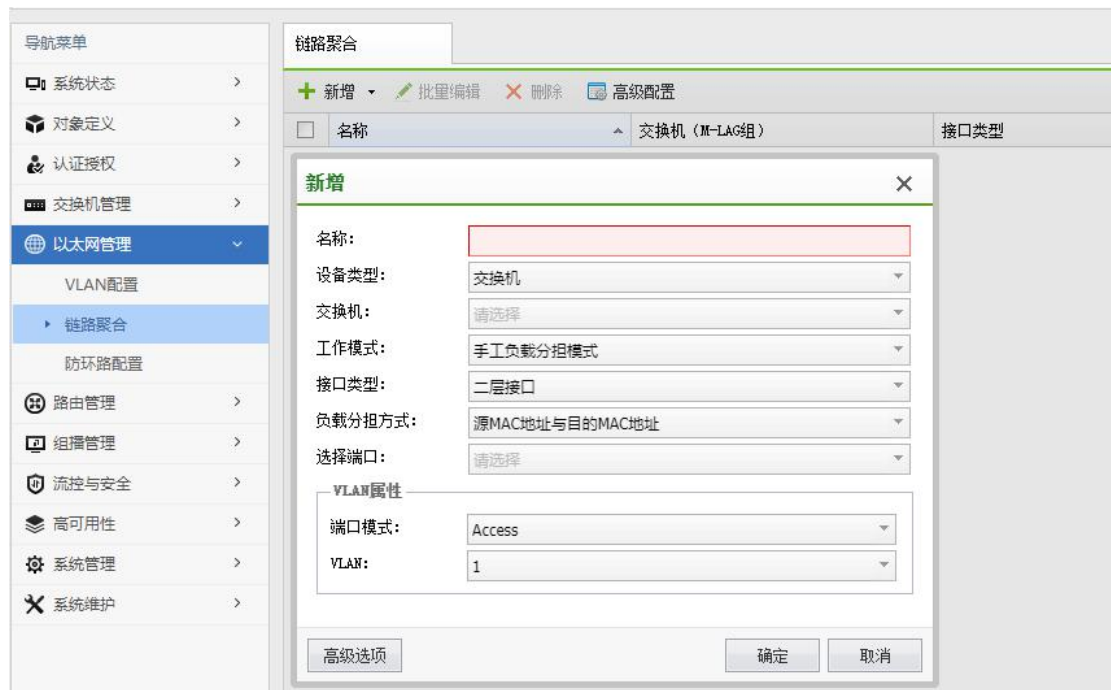 导航菜单
系统状态
对象定义
认证授权
交换机管理
以太网管理
VLAN配置
链路聚合
防环路配置
路由管理
组播管理
流控与安全
高可用性
系统管理
系统维护
链路聚合
新增 批量编辑 删除 高级配置
名称 交换机（M-LAG组） 接口类型
新增
名称：
设备类型： 交换机
交换机： 请选择
工作模式： 手工负载分担模式
接口类型： 二层接口
负载分担方式： 源MAC地址与目的MAC地址
选择端口： 请选择
VLAN属性
端口模式： Access
VLAN： 1
高级选项 确定 取消